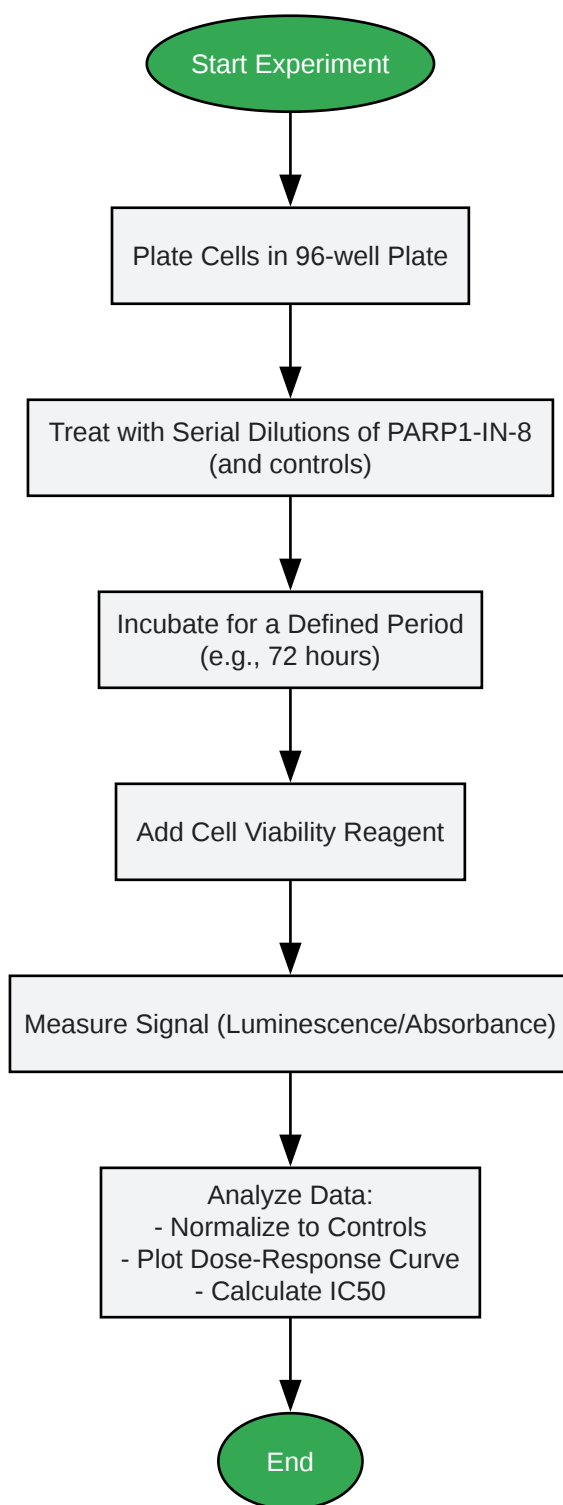 Start Experiment
Plate Cells in 96-well Plate
Treat with Serial Dilutions of PARP1-IN-8
(and controls)
Incubate for a Defined Period
(e.g., 72 hours)
Add Cell Viability Reagent
Measure Signal (Luminescence/Absorbance)
Analyze Data:
- Normalize to Controls
- Plot Dose-Response Curve
- Calculate IC50
End